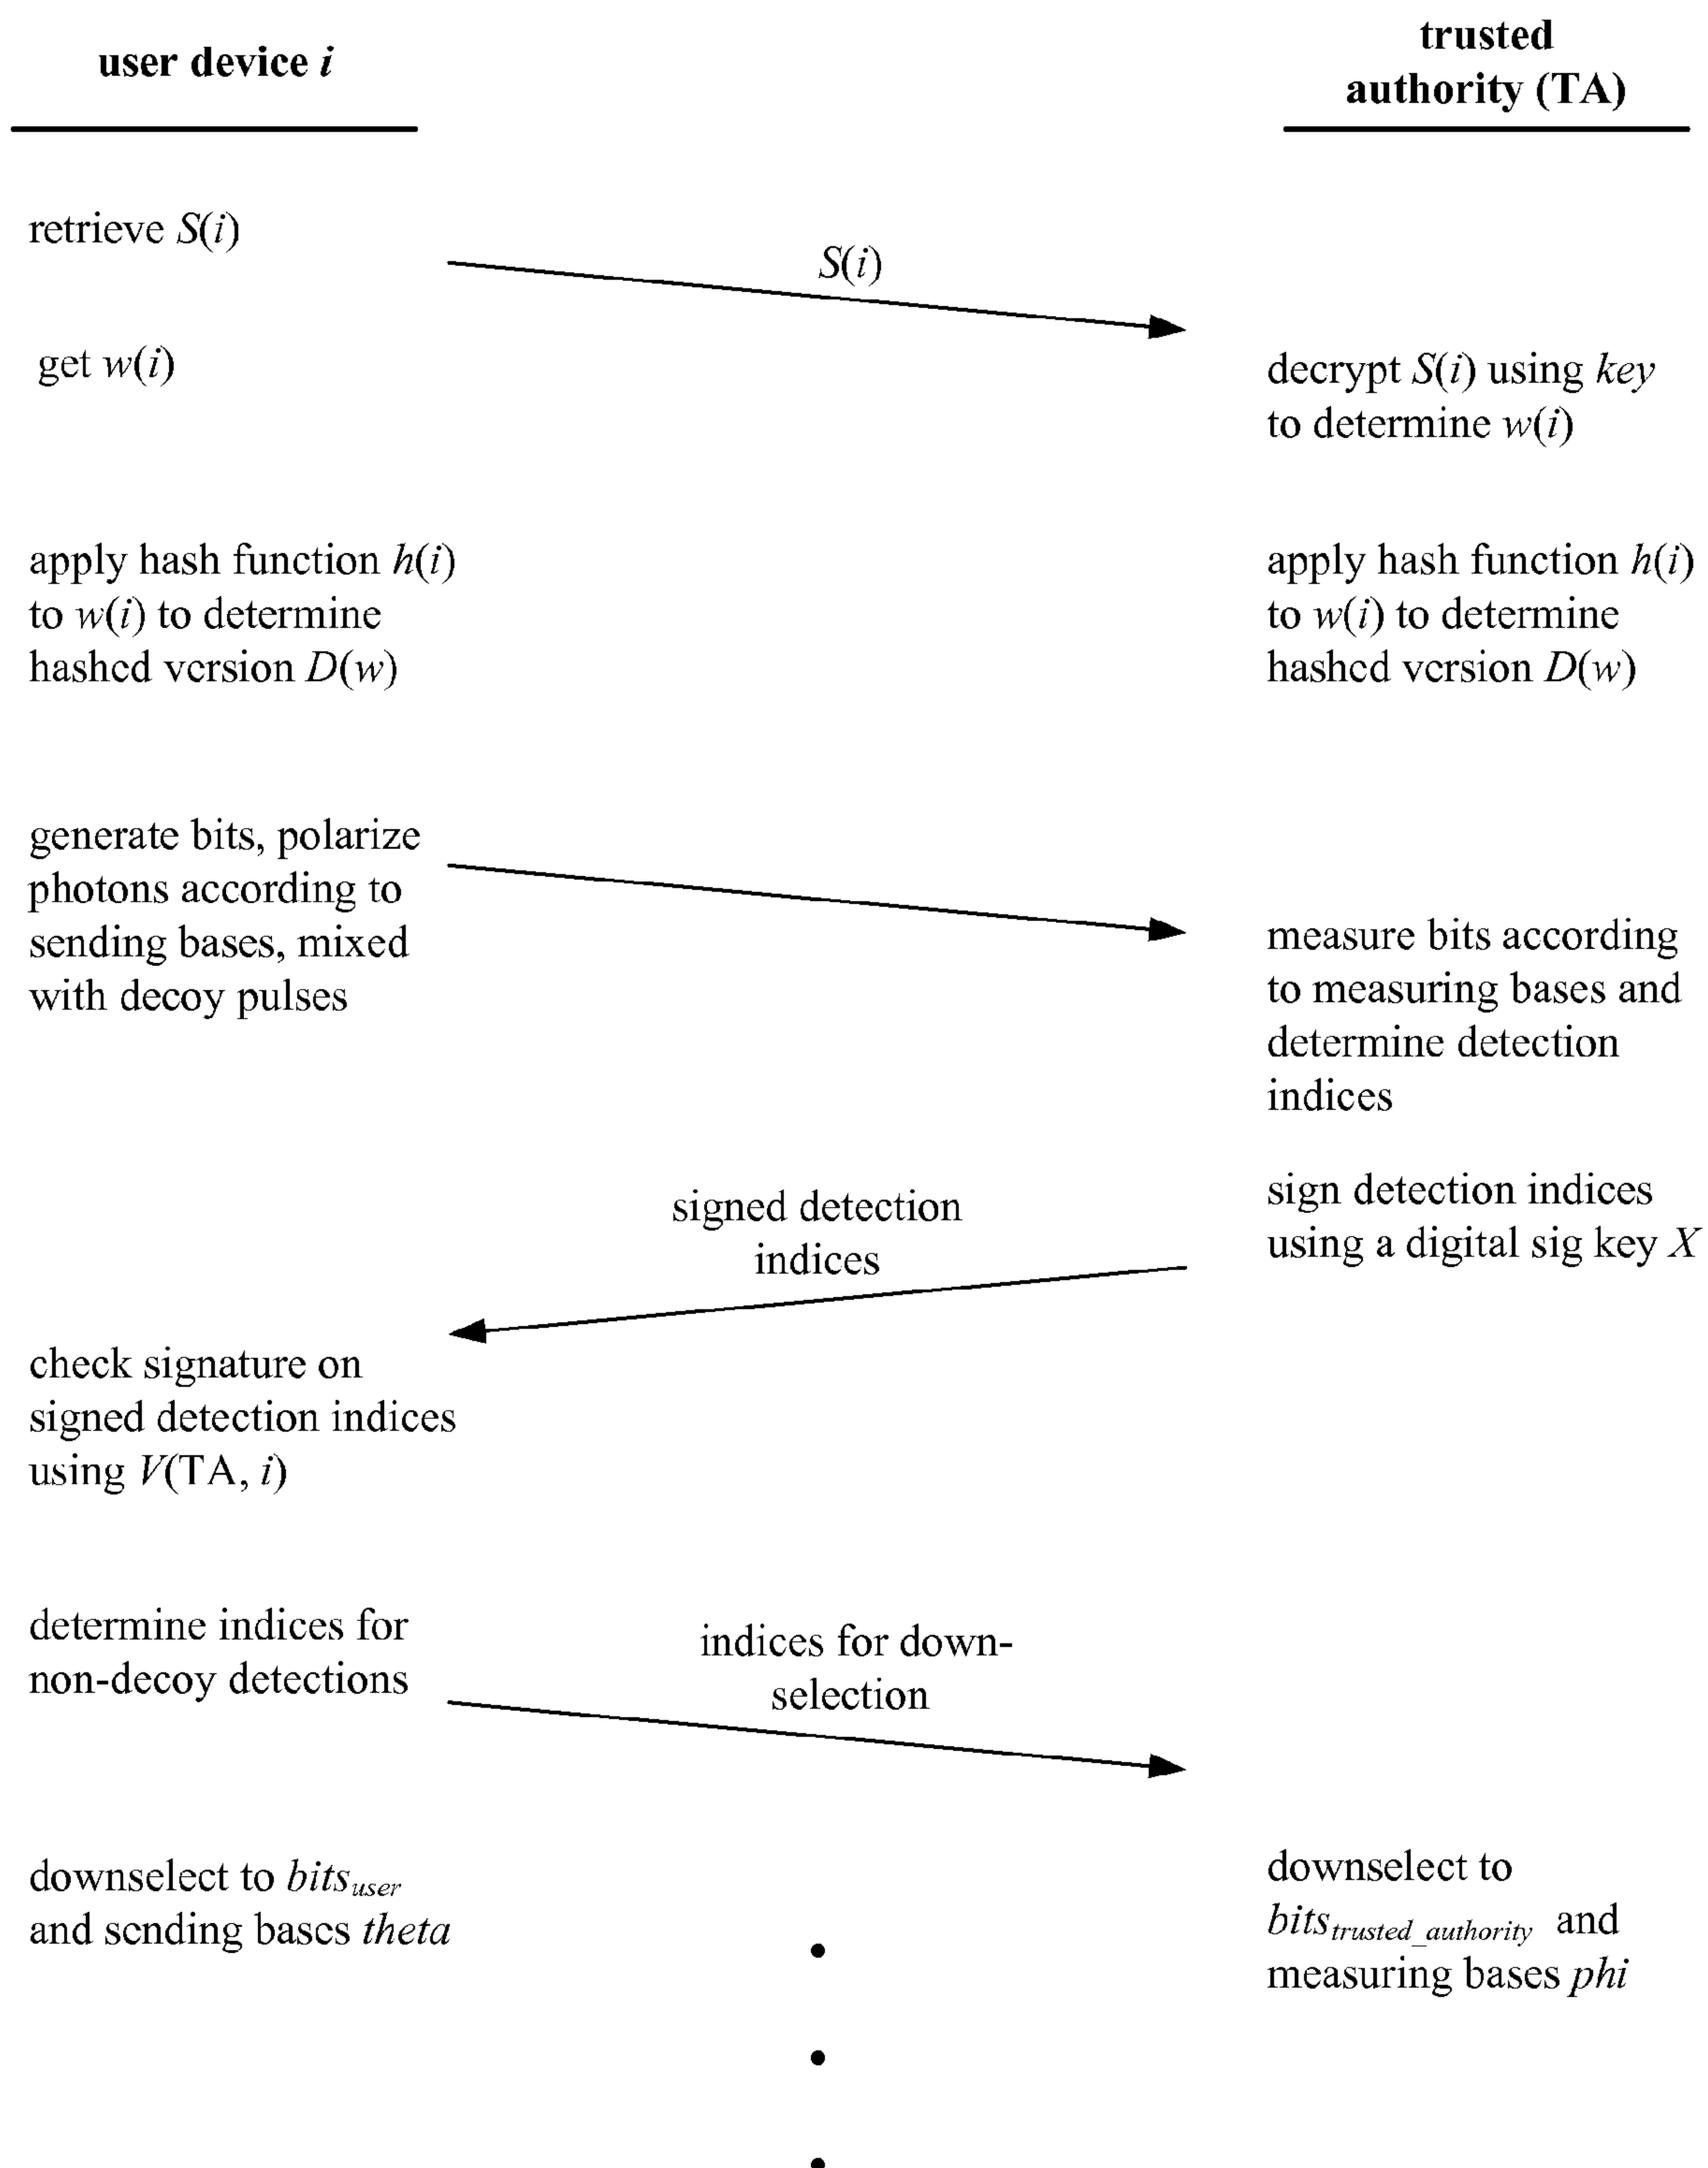 user device i
trusted
authority (TA)
retrieve S(i)
S(i)
get w(i)
decrypt S(i) using key
to determine w(i)
apply hash function h(i)
to w(i) to determine
hashed version D(w)
apply hash function h(i)
to w(i) to determine
hashed version D(w)
generate bits, polarize
photons according to
sending bases, mixed
with decoy pulses
measure bits according
to measuring bases and
determine detection
indices
sign detection indices
using a digital sig key X
signed detection
indices
check signature on
signed detection indices
using V(TA, i)
determine indices for
non-decoy detections
indices for down-
selection
downselect to bits_user
and sending bases theta
downselect to
bits_trusted_authority and
measuring bases phi